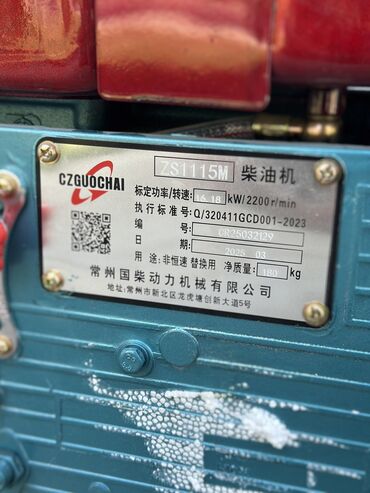 CZGUOCHAI
ZS1115M 柴油机
标定功率/转速: 16.18 kW/2200r/min
执行标准号: Q/320411GCD001-2023
编号: CR25032129
日期: 2025.03
用途: 非恒速 替换用 净质量: 180 kg
常州国柴动力机械有限公司
地址: 常州市新北区龙虎塘创新大道5号